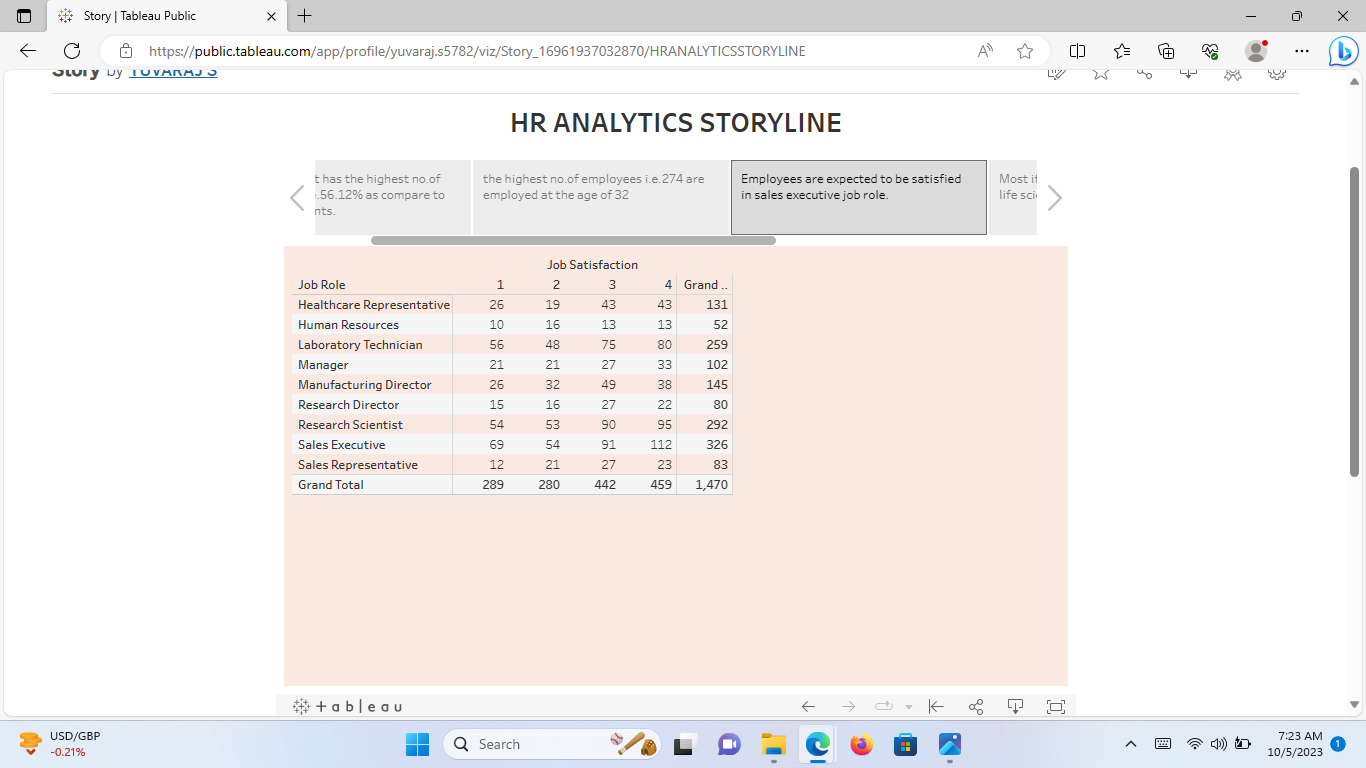 Story | Tableau Public
https://public.tableau.com/app/profile/yuvaraj.s5782/viz/Story_16961937032870/HRANALYTICSSTORYLINE
Story by YUVARAJ S
HR ANALYTICS STORYLINE
t has the highest no.of
.56.12% as compare to
nts.
the highest no.of employees i.e.274 are
employed at the age of 32
Employees are expected to be satisfied
in sales executive job role.
Most if
life sci
Job Satisfaction
Job Role 1 2 3 4 Grand ..
Healthcare Representative 26 19 43 43 131
Human Resources 10 16 13 13 52
Laboratory Technician 56 48 75 80 259
Manager 21 21 27 33 102
Manufacturing Director 26 32 49 38 145
Research Director 15 16 27 22 80
Research Scientist 54 53 90 95 292
Sales Executive 69 54 91 112 326
Sales Representative 12 21 27 23 83
Grand Total 289 280 442 459 1,470
+ableau
USD/GBP
-0.21%
Search
7:23 AM
10/5/2023
1